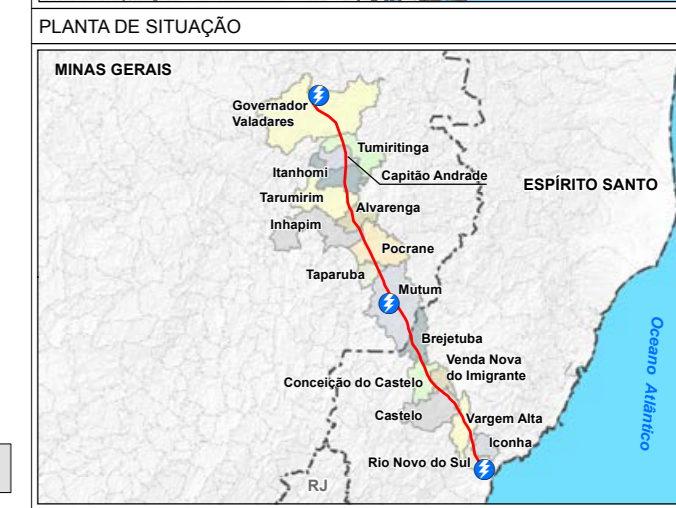 PLANTA DE SITUAÇÃO
MINAS GERAIS
Governador
Valadares
Tumiritinga
Itanhomi
Capitão Andrade
ESPÍRITO SANTO
Tarumirim
Alvarenga
Inhapim
Pocrane
Taparuba
Mutum
Brejetuba
Venda Nova
do Imigrante
Conceição do Castelo
Castelo
Vargem Alta
Iconha
Rio Novo do Sul
RJ
Oceano Atlântico